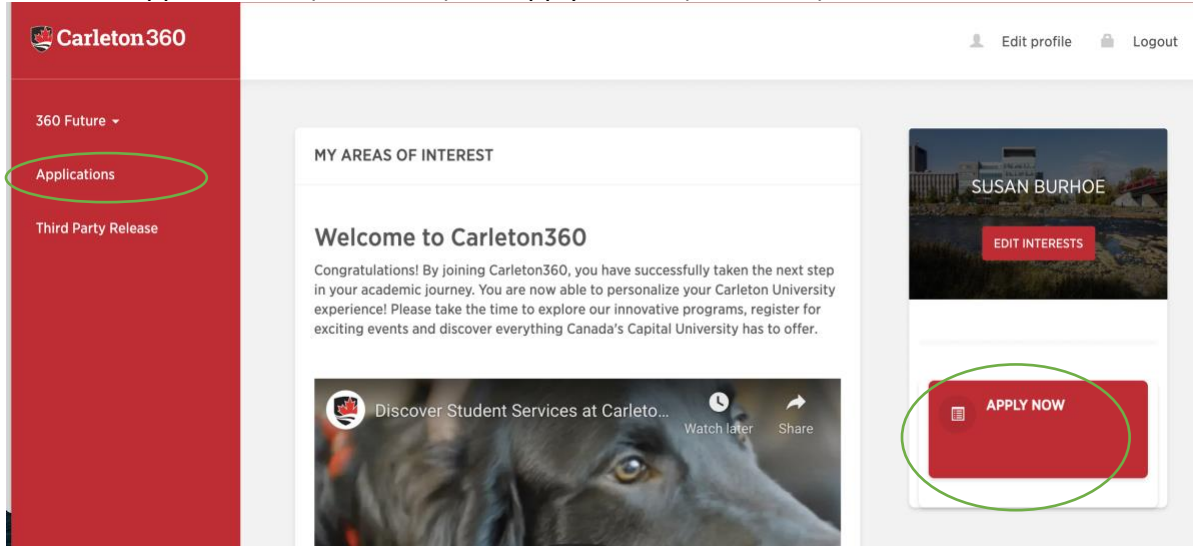 Carleton360
Edit profile
Logout
360 Future
Applications
Third Party Release
MY AREAS OF INTEREST
Welcome to Carleton360
Congratulations! By joining Carleton360, you have successfully taken the next step
in your academic journey. You are now able to personalize your Carleton University
experience! Please take the time to explore our innovative programs, register for
exciting events and discover everything Canada's Capital University has to offer.
Discover Student Services at Carleto...
Watch later
Share
SUSAN BURHOE
EDIT INTERESTS
APPLY NOW